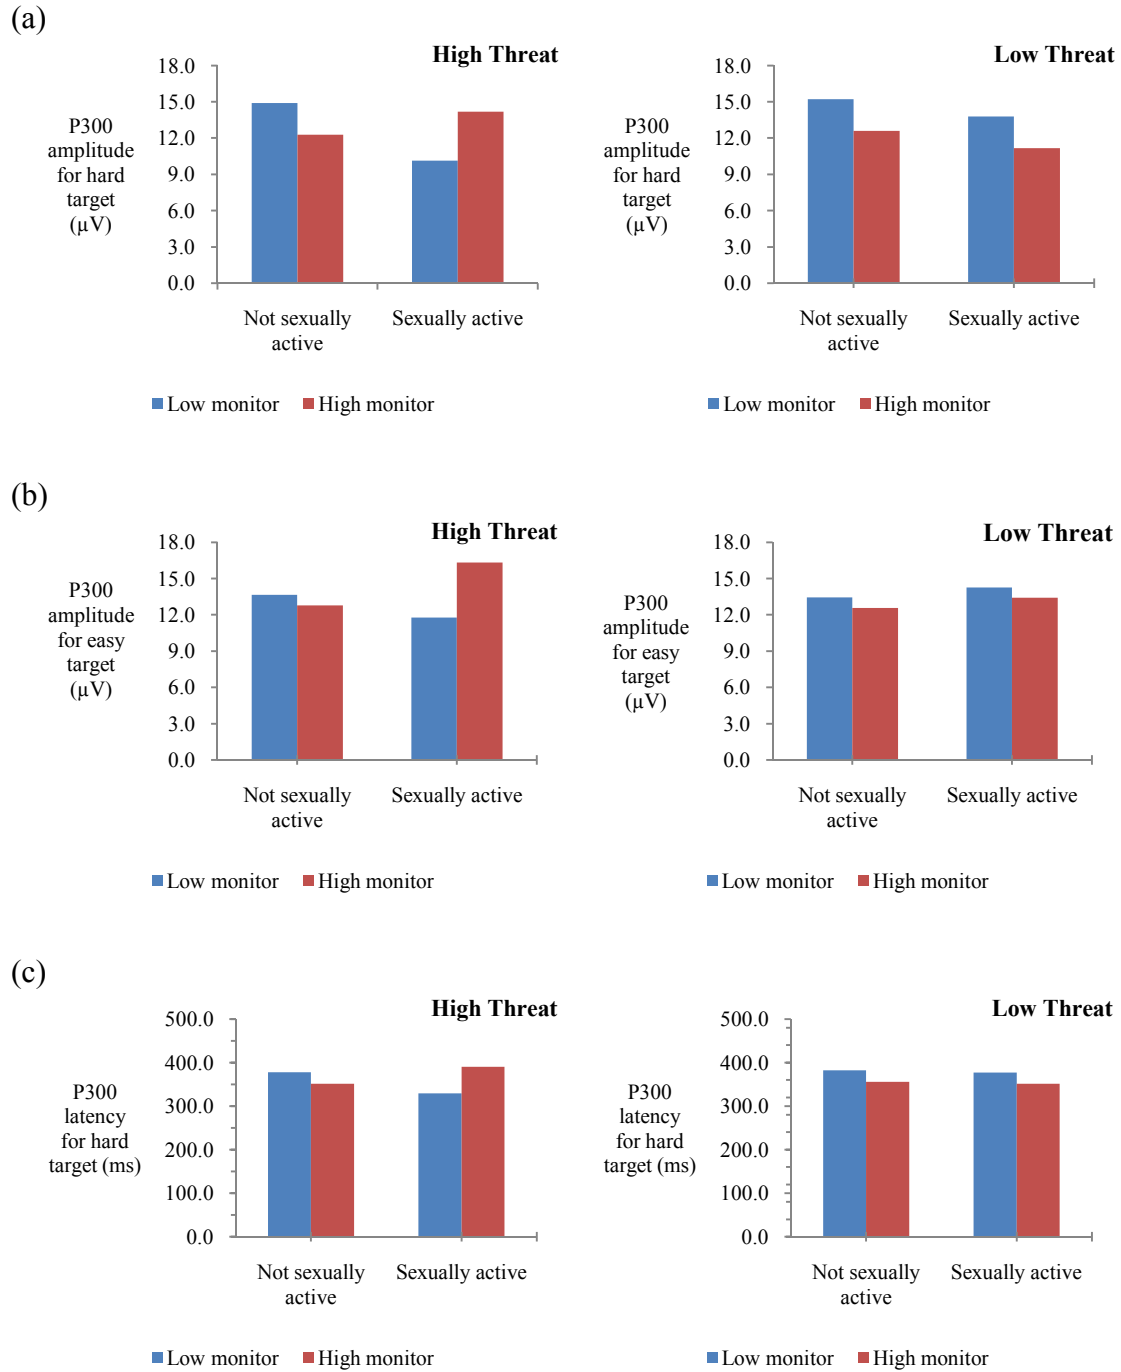 (a)
High Threat
18.0
15.0
12.0
9.0
6.0
3.0
0.0
P300
amplitude
for hard
target
(µV)
Not sexually
active
Sexually active
Low monitor High monitor
Low Threat
18.0
15.0
12.0
9.0
6.0
3.0
0.0
P300
amplitude
for hard
target
(µV)
Not sexually
active
Sexually active
Low monitor High monitor
(b)
High Threat
18.0
15.0
12.0
9.0
6.0
3.0
0.0
P300
amplitude
for easy
target
(µV)
Not sexually
active
Sexually active
Low monitor High monitor
Low Threat
18.0
15.0
12.0
9.0
6.0
3.0
0.0
P300
amplitude
for easy
target
(µV)
Not sexually
active
Sexually active
Low monitor High monitor
(c)
High Threat
500.0
400.0
300.0
200.0
100.0
0.0
P300
latency
for hard
target (ms)
Not sexually
active
Sexually active
Low monitor High monitor
Low Threat
500.0
400.0
300.0
200.0
100.0
0.0
P300
latency
for hard
target (ms)
Not sexually
active
Sexually active
Low monitor High monitor